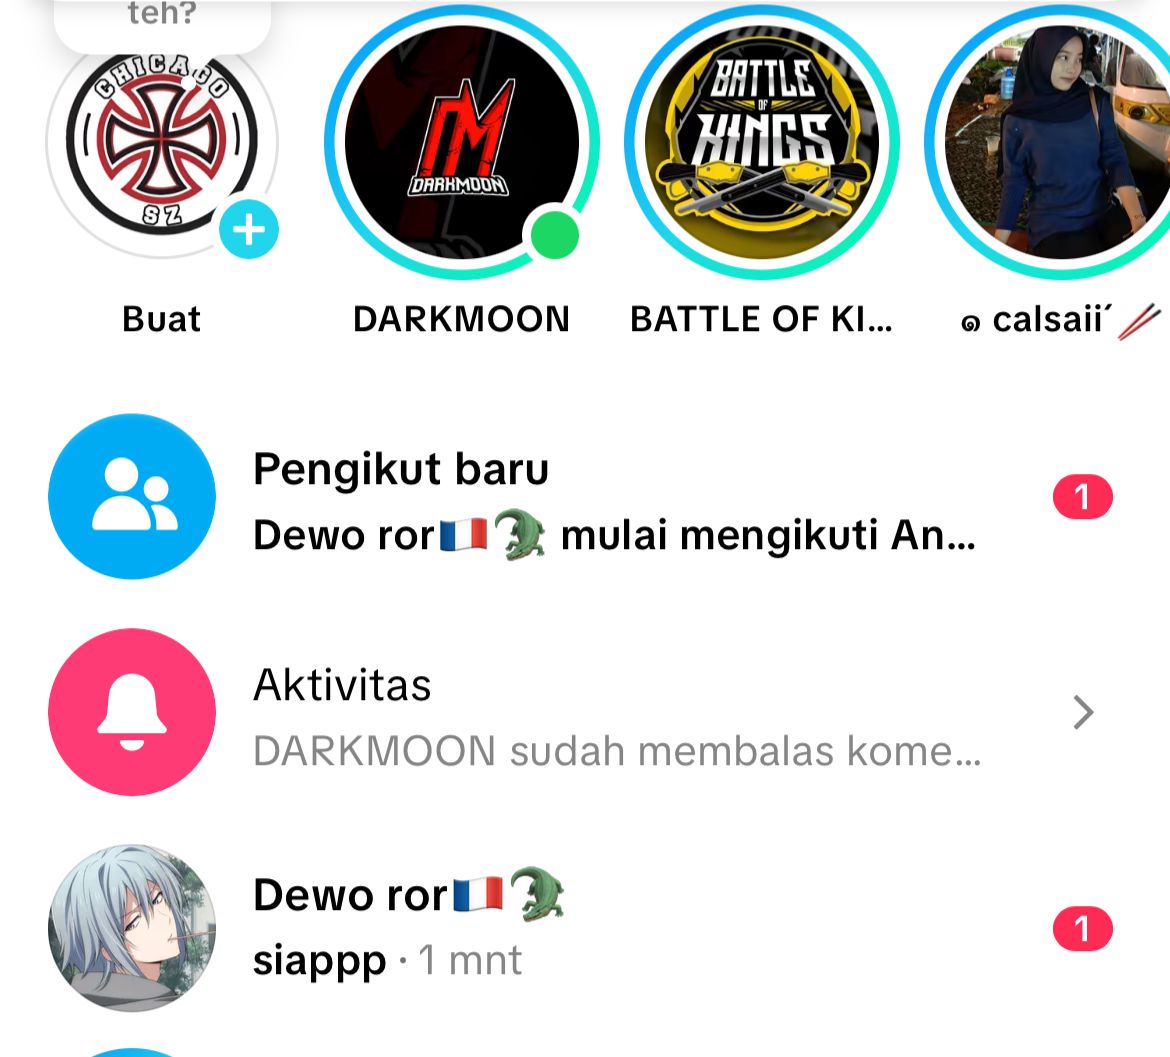 teh?
CHICAGO
SZ
DARKMOON
BATTLE
OF
KINGS
Buat
DARKMOON
BATTLE OF KI...
๑ calsaii´🥢
Pengikut baru
Dewo ror🇫🇷🐊 mulai mengikuti An...
1
Aktivitas
DARKMOON sudah membalas kome...
Dewo ror🇫🇷🐊
siappp · 1 mnt
1